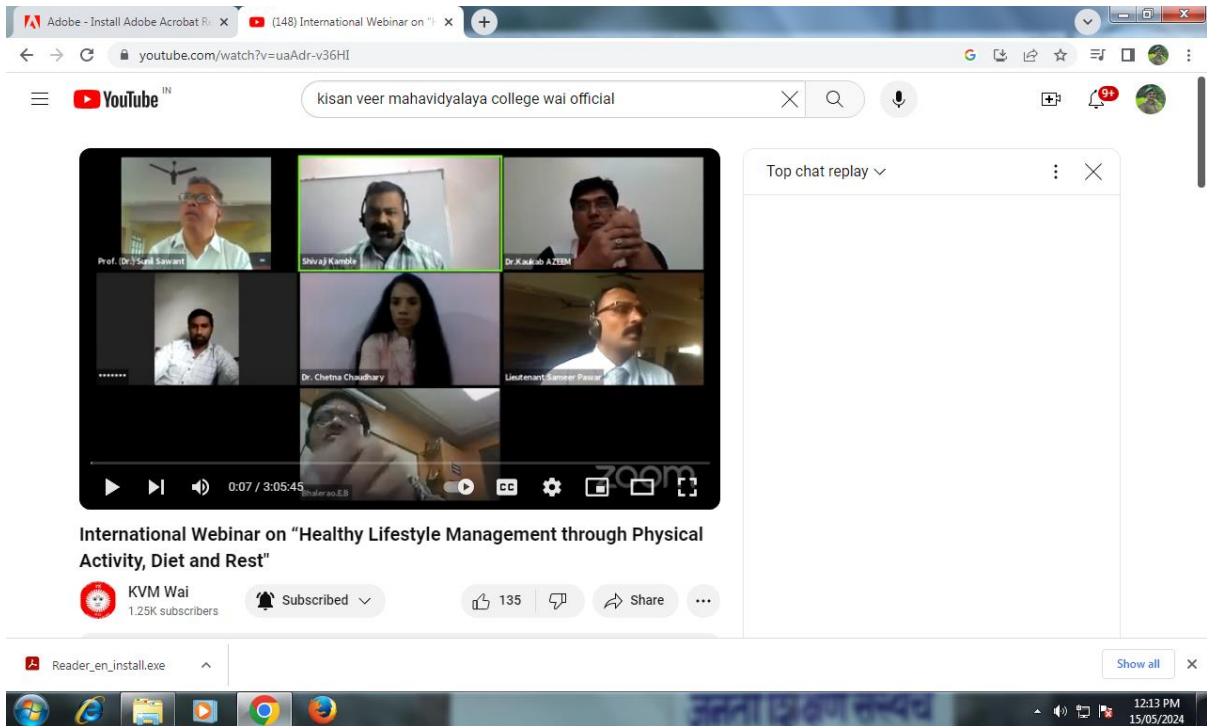 Adobe - Install Adobe Acrobat R
(148) International Webinar on "H
youtube.com/watch?v=uaAdr-v36HI
YouTube IN
kisan veer mahavidyalaya college wai official
9+
Top chat replay
Prof. (Dr.) Sunil Sawant
Shivaji Kamble
Dr.Kaukab AZEEM
*******
Dr. Chetna Chaudhary
Lieutenant Sameer Pawar
Bhalerao.E.B
zoom
0:07 / 3:05:45
CC
International Webinar on “Healthy Lifestyle Management through Physical
Activity, Diet and Rest"
KVM Wai
1.25K subscribers
Subscribed
135
Share
Reader_en_install.exe
Show all
12:13 PM
15/05/2024